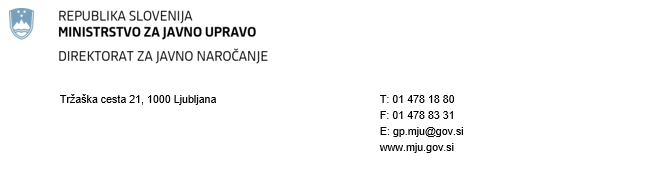 REPUBLIKA SLOVENIJA
MINISTRSTVO ZA JAVNO UPRAVO
DIREKTORAT ZA JAVNO NAROČANJE
Tržaška cesta 21, 1000 Ljubljana
T: 01 478 18 80
F: 01 478 83 31
E: gp.mju@gov.si
www.mju.gov.si